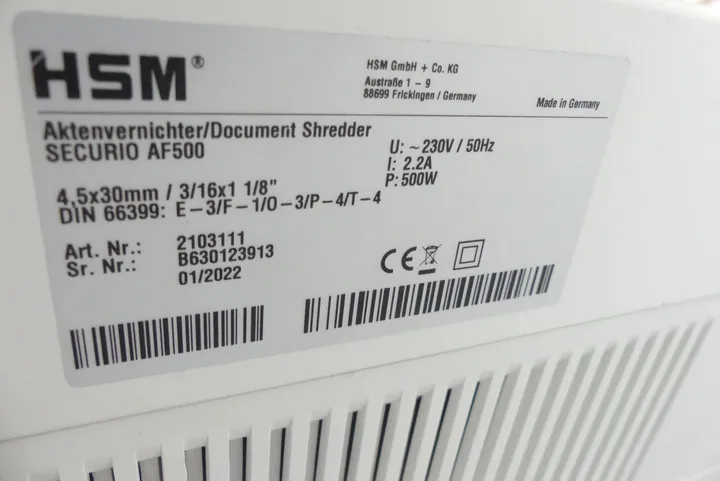 HSM®
HSM GmbH + Co. KG
Austraße 1 - 9
88699 Frickingen / Germany
Made in Germany
Aktenvernichter/Document Shredder
SECURIO AF500
U: ~230V / 50Hz
I: 2.2A
P: 500W
4,5x30mm / 3/16x1 1/8"
DIN 66399: E-3/F-1/O-3/P-4/T-4
Art. Nr.: 2103111
Sr. Nr.: B630123913
01/2022
CE